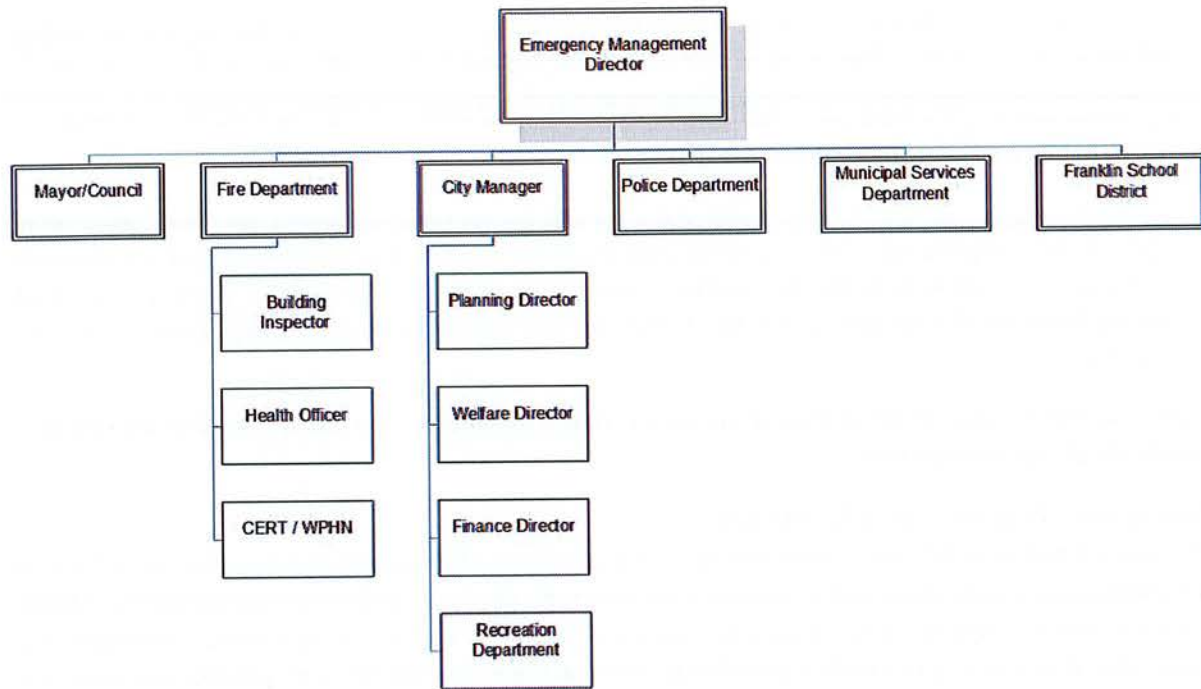 Emergency Management
Director
Mayor/Council
Fire Department
City Manager
Police Department
Municipal Services
Department
Franklin School
District
Building
Inspector
Health Officer
CERT / WPHN
Planning Director
Welfare Director
Finance Director
Recreation
Department